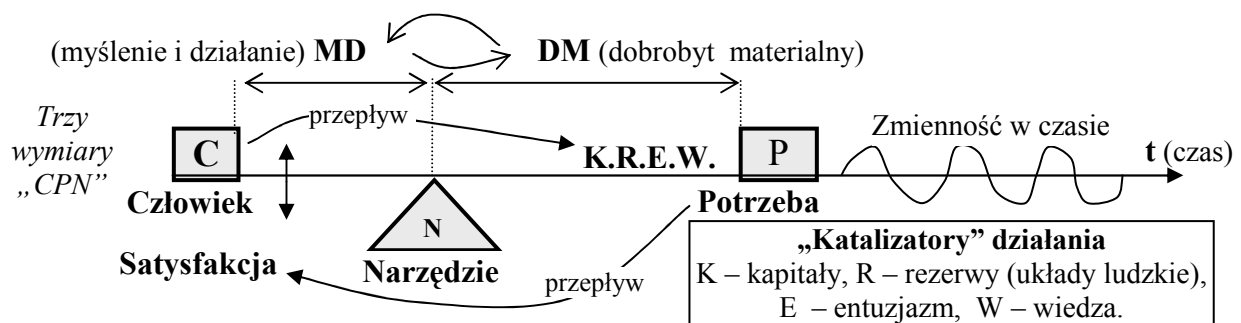 (myślenie i działanie) MD
DM (dobrobyt materialny)
Trzy
wymiary
„CPN”
przepływ
C
K.R.E.W.
P
Zmienność w czasie
t (czas)
Człowiek
Potrzeba
N
Satysfakcja
Narzędzie
przepływ
„Katalizatory” działania
K – kapitały, R – rezerwy (układy ludzkie),
E – entuzjazm, W – wiedza.